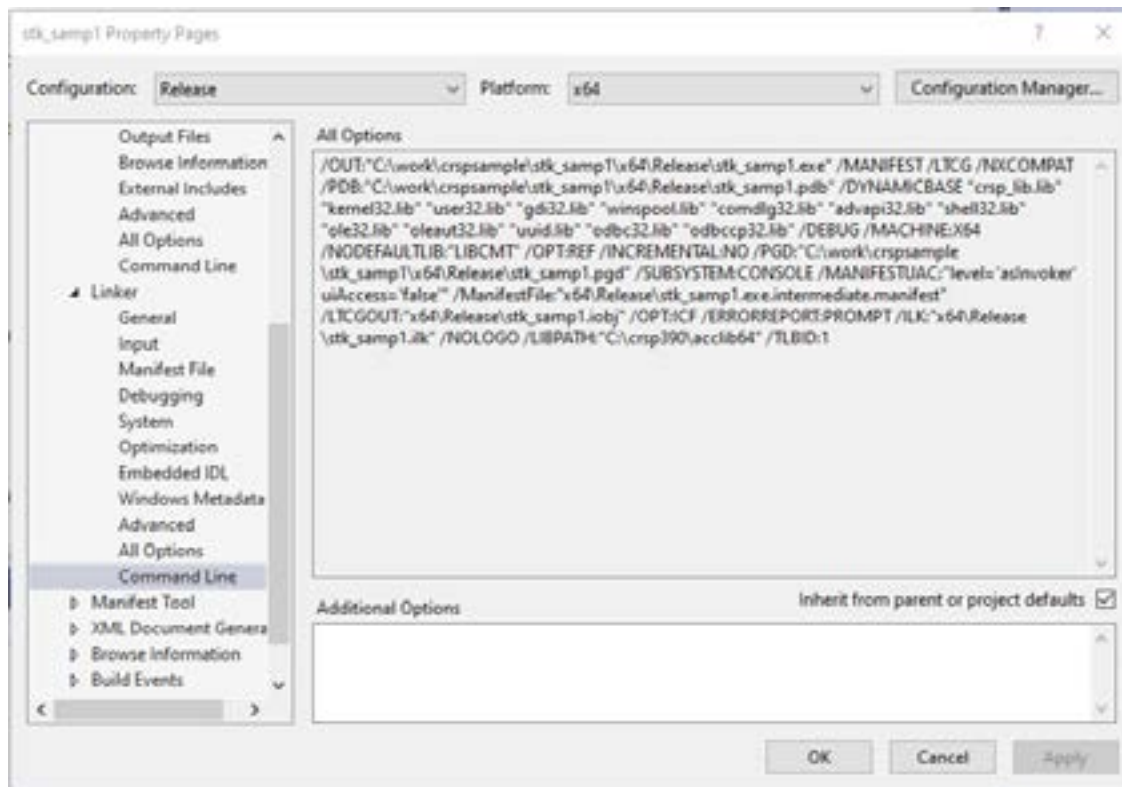 stk_samp1 Property Pages
?
Configuration:
Release
Platform:
x64
Configuration Manager...
Output Files
Browse Information
External Includes
Advanced
All Options
Command Line
Linker
General
Input
Manifest File
Debugging
System
Optimization
Embedded IDL
Windows Metadata
Advanced
All Options
Command Line
Manifest Tool
XML Document Genera
Browse Information
Build Events
All Options
/OUT:"C:\work\crspsample\stk_samp1\x64\Release\stk_samp1.exe" /MANIFEST /LTCG /NXCOMPAT
/PDB:"C:\work\crspsample\stk_samp1\x64\Release\stk_samp1.pdb" /DYNAMICBASE "crsp_lib.lib"
"kernel32.lib" "user32.lib" "gdi32.lib" "winspool.lib" "comdlg32.lib" "advapi32.lib" "shell32.lib"
"ole32.lib" "oleaut32.lib" "uuid.lib" "odbc32.lib" "odbccp32.lib" /DEBUG /MACHINE:X64
/NODEFAULTLIB:"LIBCMT" /OPT:REF /INCREMENTAL:NO /PGD:"C:\work\crspsample
\stk_samp1\x64\Release\stk_samp1.pgd" /SUBSYSTEM:CONSOLE /MANIFESTUAC:"level='asInvoker'
uiAccess='false'" /ManifestFile:"x64\Release\stk_samp1.exe.intermediate.manifest"
/LTCGOUT:"x64\Release\stk_samp1.iobj" /OPT:ICF /ERRORREPORT:PROMPT /ILK:"x64\Release
\stk_samp1.ilk" /NOLOGO /LIBPATH:"C:\crsp390\acclib64" /TLBID:1
Additional Options
Inherit from parent or project defaults
OK
Cancel
Apply